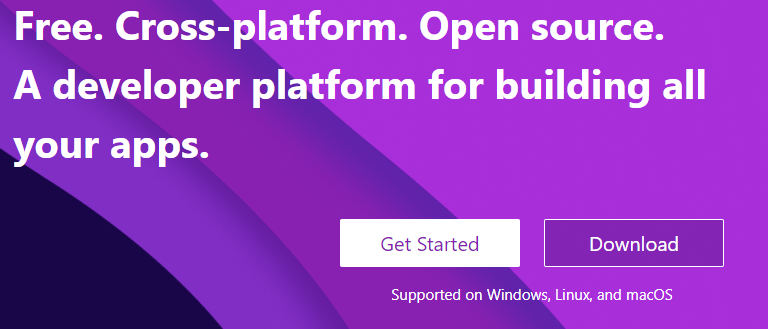 Free. Cross-platform. Open source.
A developer platform for building all
your apps.
Get Started
Download
Supported on Windows, Linux, and macOS